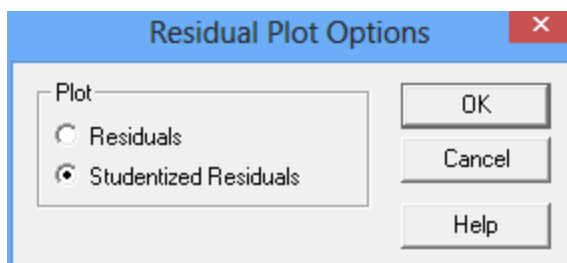 Residual Plot Options
Plot
Residuals
Studentized Residuals
OK
Cancel
Help